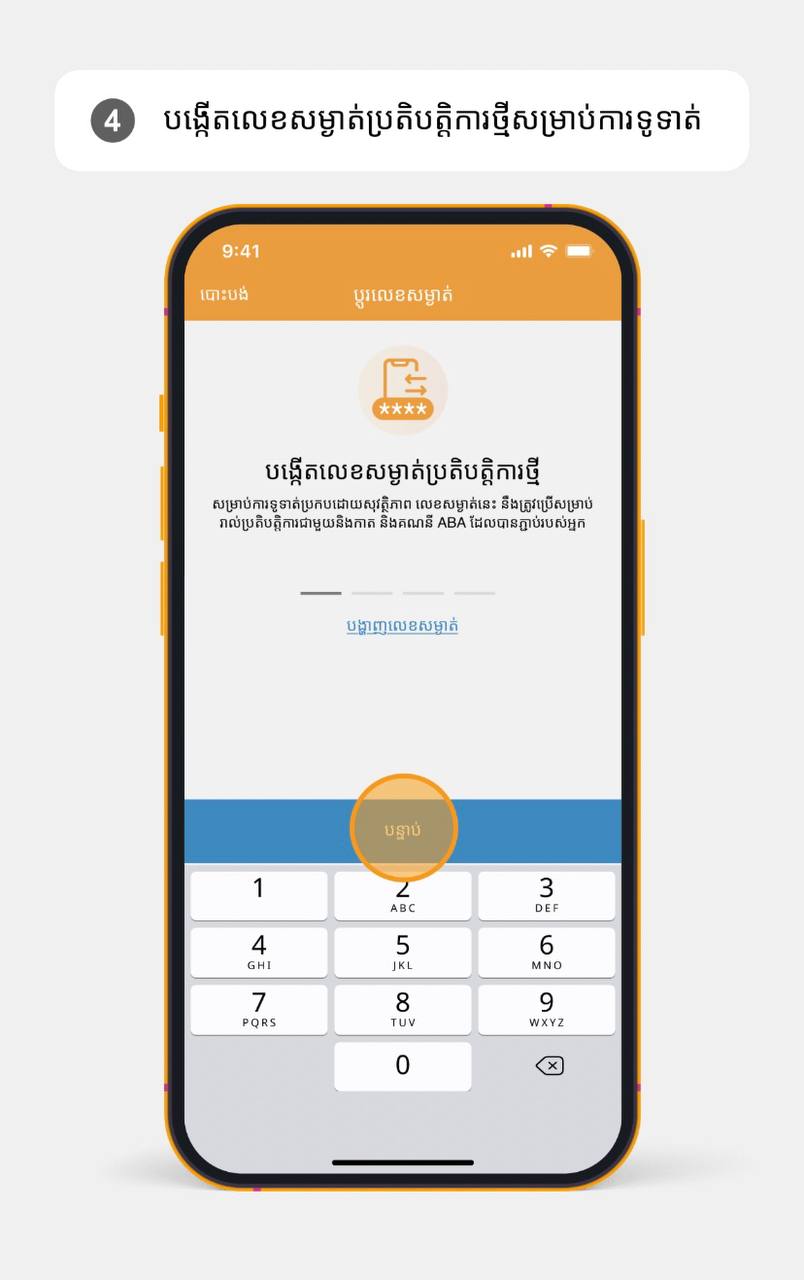 4 បង្កើតលេខសម្ងាត់ប្រតិបត្តិការថ្មីសម្រាប់ការទូទាត់
9:41
បោះបង់ ប្តូរលេខសម្ងាត់
****
បង្កើតលេខសម្ងាត់ប្រតិបត្តិការថ្មី
សម្រាប់ការទូទាត់ប្រកបដោយសុវត្ថិភាព លេខសម្ងាត់នេះ នឹងត្រូវប្រើសម្រាប់
រាល់ប្រតិបត្តិការជាមួយនិងកាត និងគណនី ABA ដែលបានភ្ជាប់របស់អ្នក
បង្ហាញលេខសម្ងាត់
បន្ទាប់
1 2 3
ABC DEF
4 5 6
GHI JKL MNO
7 8 9
PQRS TUV WXYZ
0